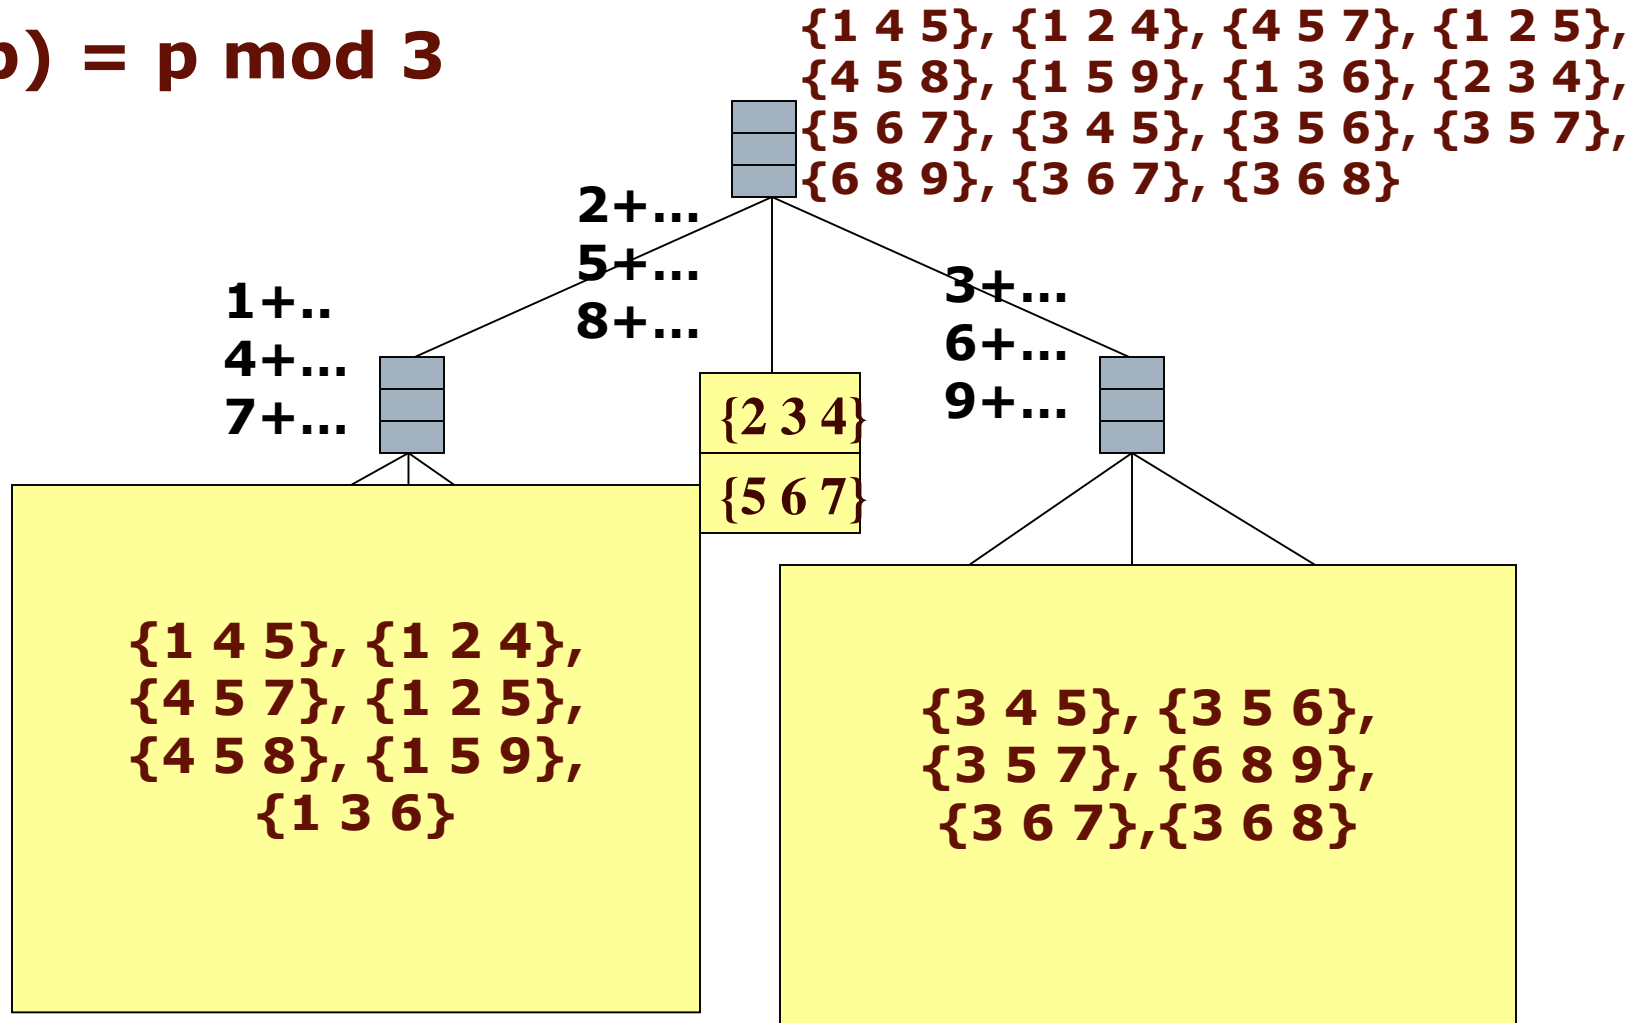 ) = p mod 3
{1 4 5}, {1 2 4}, {4 5 7}, {1 2 5},
{4 5 8}, {1 5 9}, {1 3 6}, {2 3 4},
{5 6 7}, {3 4 5}, {3 5 6}, {3 5 7},
{6 8 9}, {3 6 7}, {3 6 8}
2+...
5+...
8+...
1+..
4+...
7+...
3+...
6+...
9+...
{2 3 4}
{5 6 7}
{1 4 5}, {1 2 4},
{4 5 7}, {1 2 5},
{4 5 8}, {1 5 9},
{1 3 6}
{3 4 5}, {3 5 6},
{3 5 7}, {6 8 9},
{3 6 7},{3 6 8}